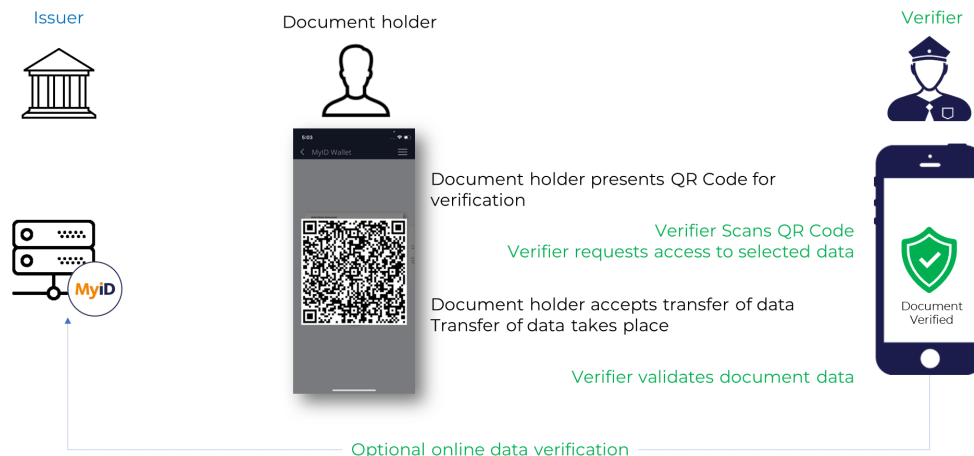 Issuer
Document holder
Verifier
5:03
MyID Wallet
Document holder presents QR Code for
verification
Verifier Scans QR Code
Verifier requests access to selected data
MyiD
Document holder accepts transfer of data
Transfer of data takes place
Document
Verified
Verifier validates document data
Optional online data verification